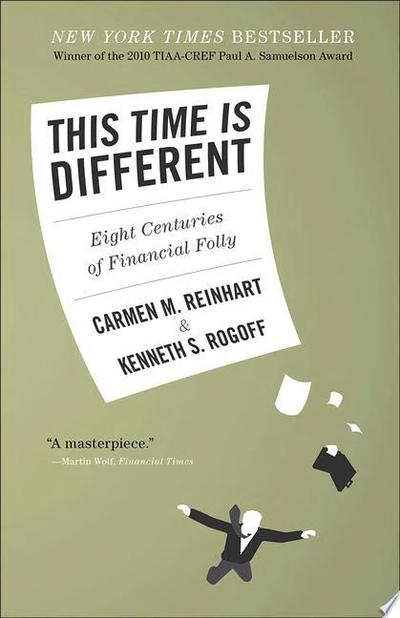 NEW YORK TIMES BESTSELLER
Winner of the 2010 TIAA-CREF Paul A. Samuelson Award
THIS TIME IS
DIFFERENT
Eight Centuries
of Financial Folly
CARMEN M. REINHART
&
KENNETH S. ROGOFF
“A masterpiece.”
—Martin Wolf, Financial Times